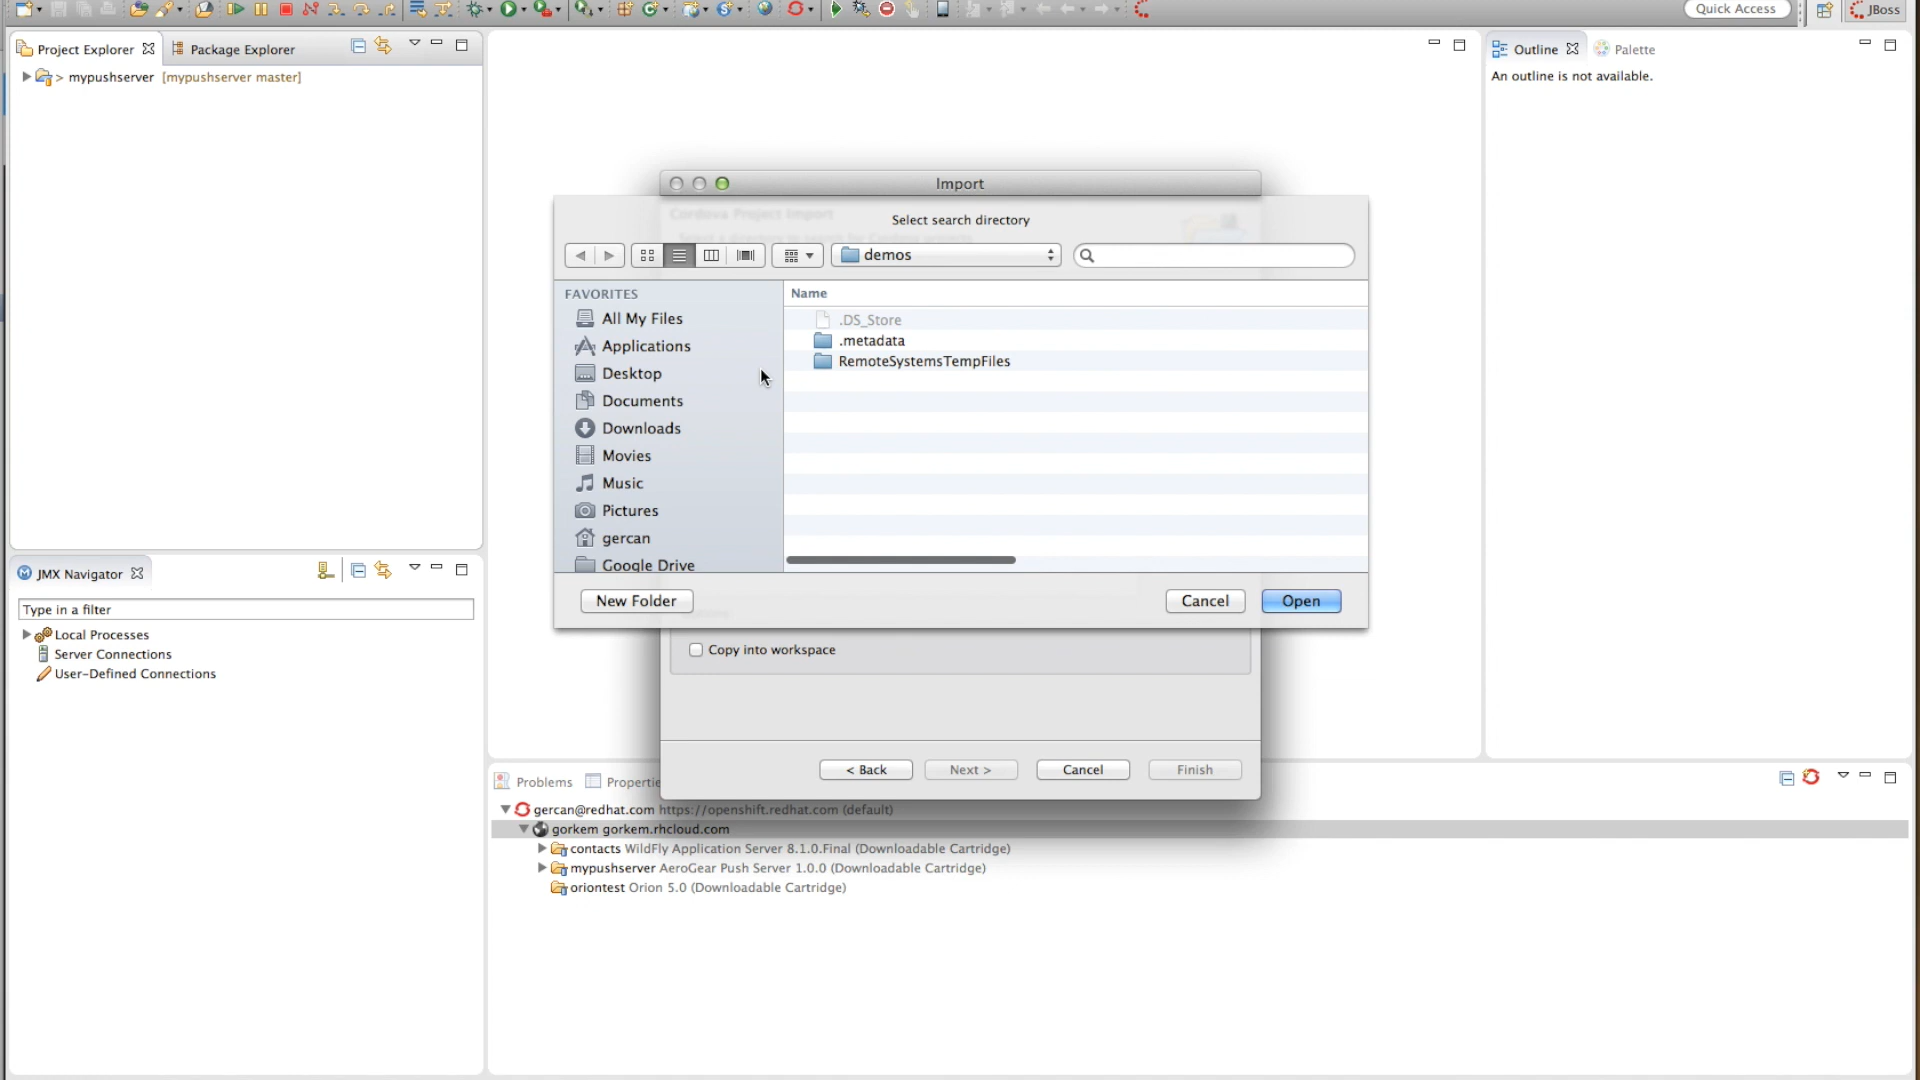 Quick Access
JBoss
Project Explorer
Package Explorer
> mypushserver [mypushserver master]
Outline
Palette
An outline is not available.
Import
Cordova Project Import
Select search directory
demos
FAVORITES
All My Files
Applications
Desktop
Documents
Downloads
Movies
Music
Pictures
gercan
Google Drive
Name
.DS_Store
.metadata
RemoteSystemsTempFiles
New Folder
Cancel
Open
Copy into workspace
< Back
Next >
Cancel
Finish
JMX Navigator
Type in a filter
Local Processes
Server Connections
User-Defined Connections
Problems
Propertie
gercan@redhat.com https://openshift.redhat.com (default)
gorkem gorkem.rhcloud.com
contacts WildFly Application Server 8.1.0.Final (Downloadable Cartridge)
mypushserver AeroGear Push Server 1.0.0 (Downloadable Cartridge)
oriontest Orion 5.0 (Downloadable Cartridge)